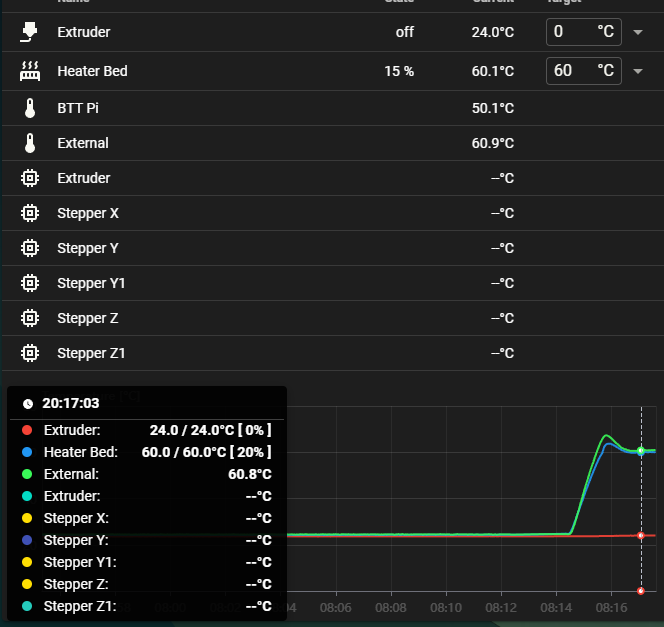 Name State Current Target
Extruder off 24.0°C 0 °C
Heater Bed 15 % 60.1°C 60 °C
BTT Pi 50.1°C
External 60.9°C
Extruder --°C
Stepper X --°C
Stepper Y --°C
Stepper Y1 --°C
Stepper Z --°C
Stepper Z1 --°C
20:17:03
Extruder: 24.0 / 24.0°C [ 0% ]
Heater Bed: 60.0 / 60.0°C [ 20% ]
External: 60.8°C
Extruder: --°C
Stepper X: --°C
Stepper Y: --°C
Stepper Y1: --°C
Stepper Z: --°C
Stepper Z1: --°C
08:06 08:08 08:10 08:12 08:14 08:16